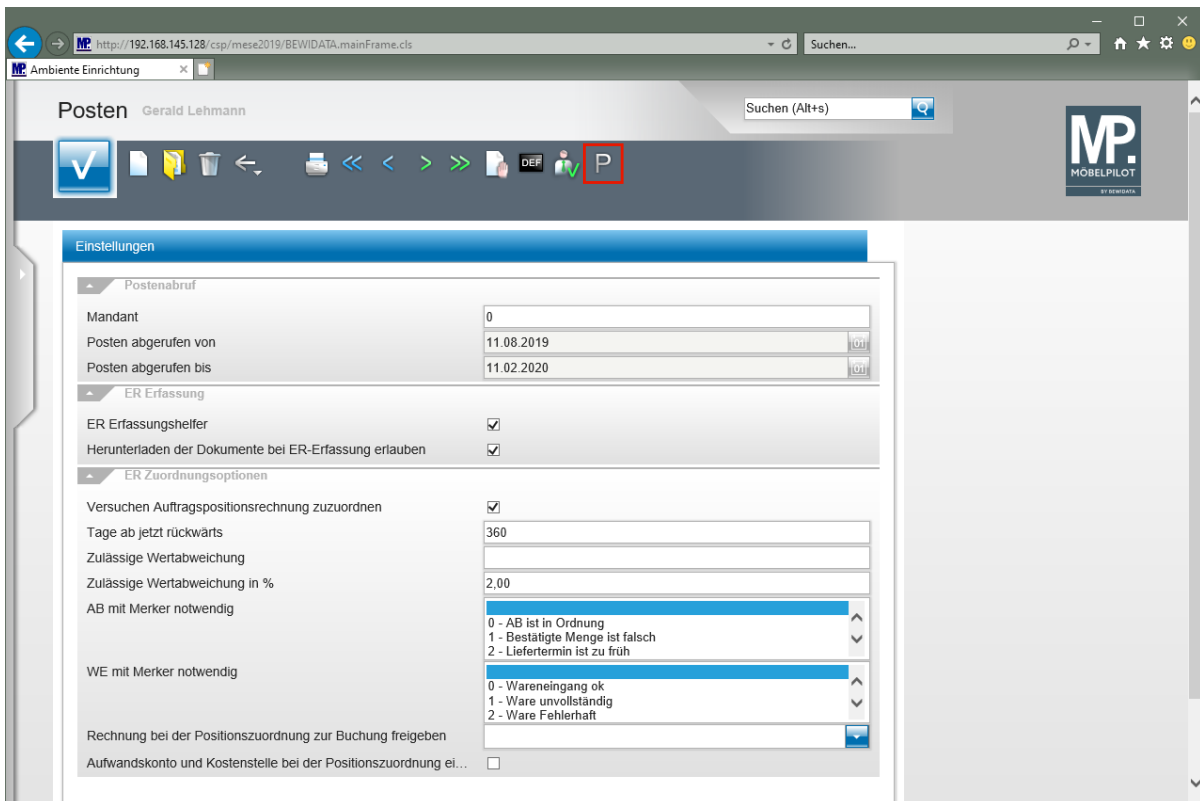 http://192.168.145.128/csp/mese2019/BEWIDATA.mainFrame.cls
Suchen...
MP. Ambiente Einrichtung
Posten Gerald Lehmann
Suchen (Alt+s)
DEF
P
MP.
MÖBELPILOT
BY BEWIDATA
Einstellungen
Postenabruf
Mandant 0
Posten abgerufen von 11.08.2019
Posten abgerufen bis 11.02.2020
ER Erfassung
ER Erfassungshelfer
Herunterladen der Dokumente bei ER-Erfassung erlauben
ER Zuordnungsoptionen
Versuchen Auftragspositionsrechnung zuzuordnen
Tage ab jetzt rückwärts 360
Zulässige Wertabweichung
Zulässige Wertabweichung in % 2,00
AB mit Merker notwendig
0 - AB ist in Ordnung
1 - Bestätigte Menge ist falsch
2 - Liefertermin ist zu früh
WE mit Merker notwendig
0 - Wareneingang ok
1 - Ware unvollständig
2 - Ware Fehlerhaft
Rechnung bei der Positionszuordnung zur Buchung freigeben
Aufwandskonto und Kostenstelle bei der Positionszuordnung ei...